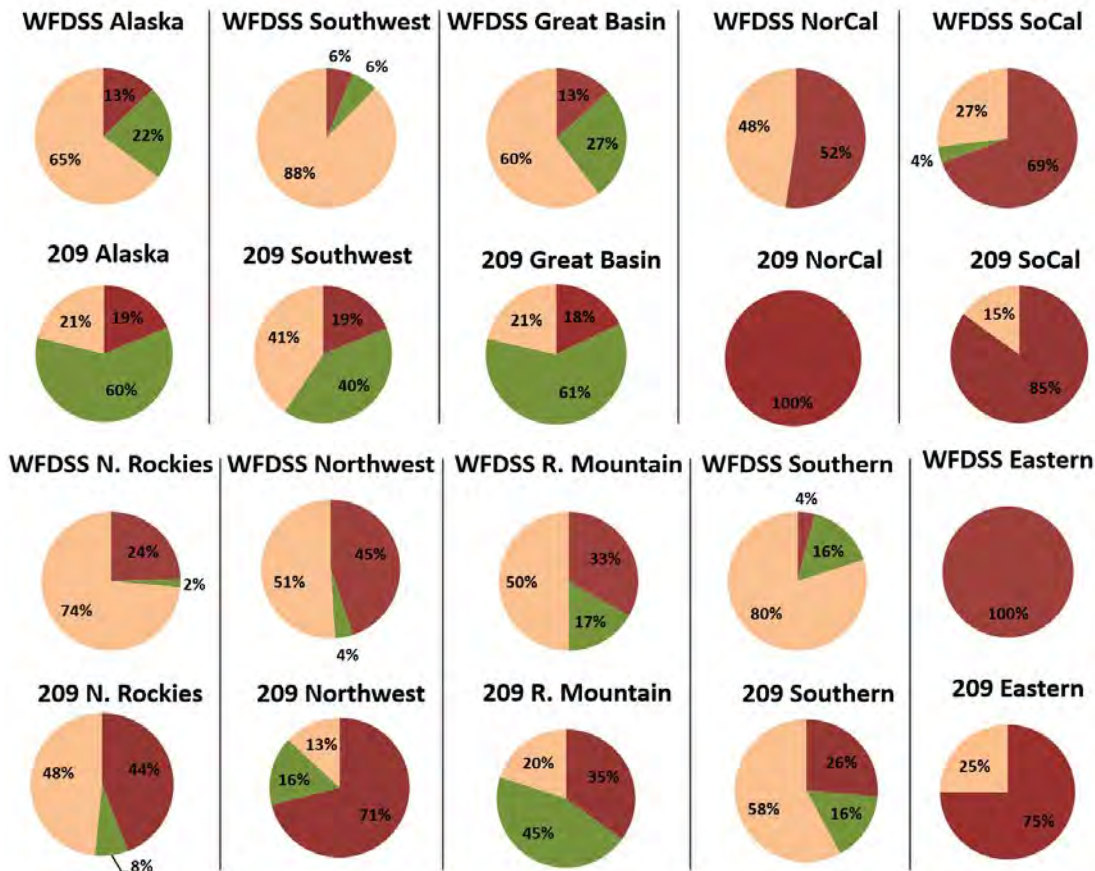 WFDSS Alaska
13%
22%
65%
WFDSS Southwest
6%
6%
88%
WFDSS Great Basin
13%
27%
60%
WFDSS NorCal
48%
52%
WFDSS SoCal
27%
4%
69%
209 Alaska
21%
19%
60%
209 Southwest
41%
19%
40%
209 Great Basin
21%
18%
61%
209 NorCal
100%
209 SoCal
15%
85%
WFDSS N. Rockies
24%
2%
74%
WFDSS Northwest
51%
45%
4%
WFDSS R. Mountain
50%
33%
17%
WFDSS Southern
4%
16%
80%
WFDSS Eastern
100%
209 N. Rockies
48%
44%
8%
209 Northwest
13%
16%
71%
209 R. Mountain
20%
35%
45%
209 Southern
26%
58%
16%
209 Eastern
25%
75%